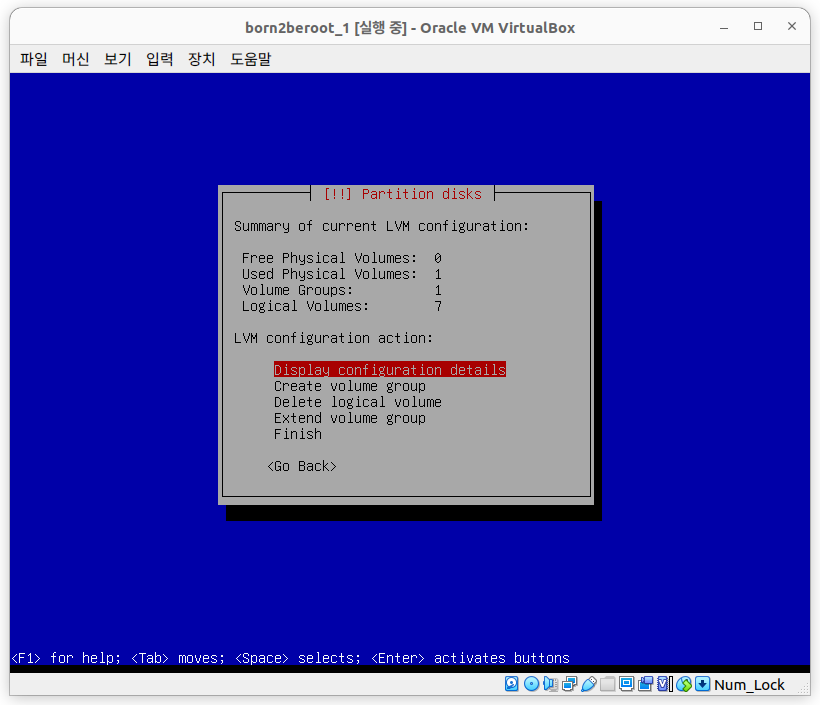 born2beroot_1 [실행 중] - Oracle VM VirtualBox
파일 머신 보기 입력 장치 도움말
[!!] Partition disks
Summary of current LVM configuration:
Free Physical Volumes: 0
Used Physical Volumes: 1
Volume Groups: 1
Logical Volumes: 7
LVM configuration action:
Display configuration details
Create volume group
Delete logical volume
Extend volume group
Finish
<Go Back>
<F1> for help; <Tab> moves; <Space> selects; <Enter> activates buttons
Num_Lock